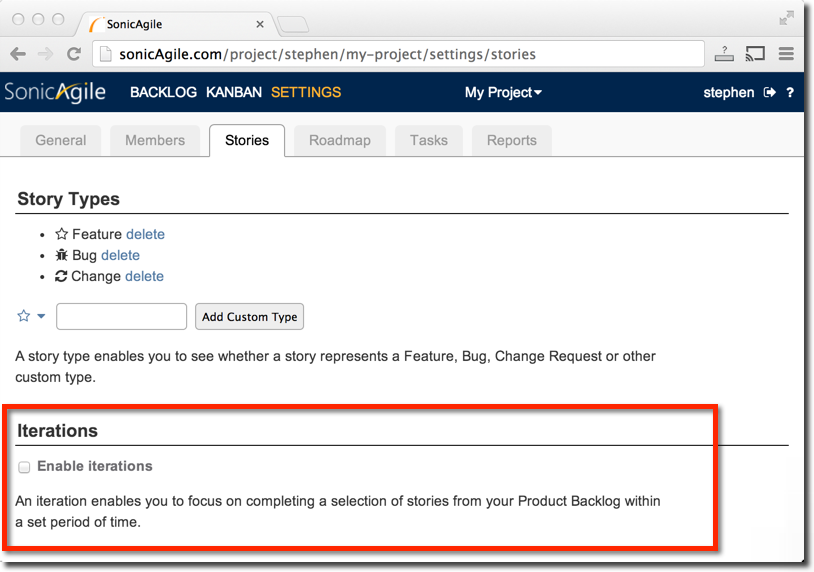 SonicAgile
sonicAgile.com/project/stephen/my-project/settings/stories
SonicAgile BACKLOG KANBAN SETTINGS My Project stephen ?
General Members Stories Roadmap Tasks Reports
Story Types
Feature delete
Bug delete
Change delete
Add Custom Type
A story type enables you to see whether a story represents a Feature, Bug, Change Request or other
custom type.
Iterations
Enable iterations
An iteration enables you to focus on completing a selection of stories from your Product Backlog within
a set period of time.